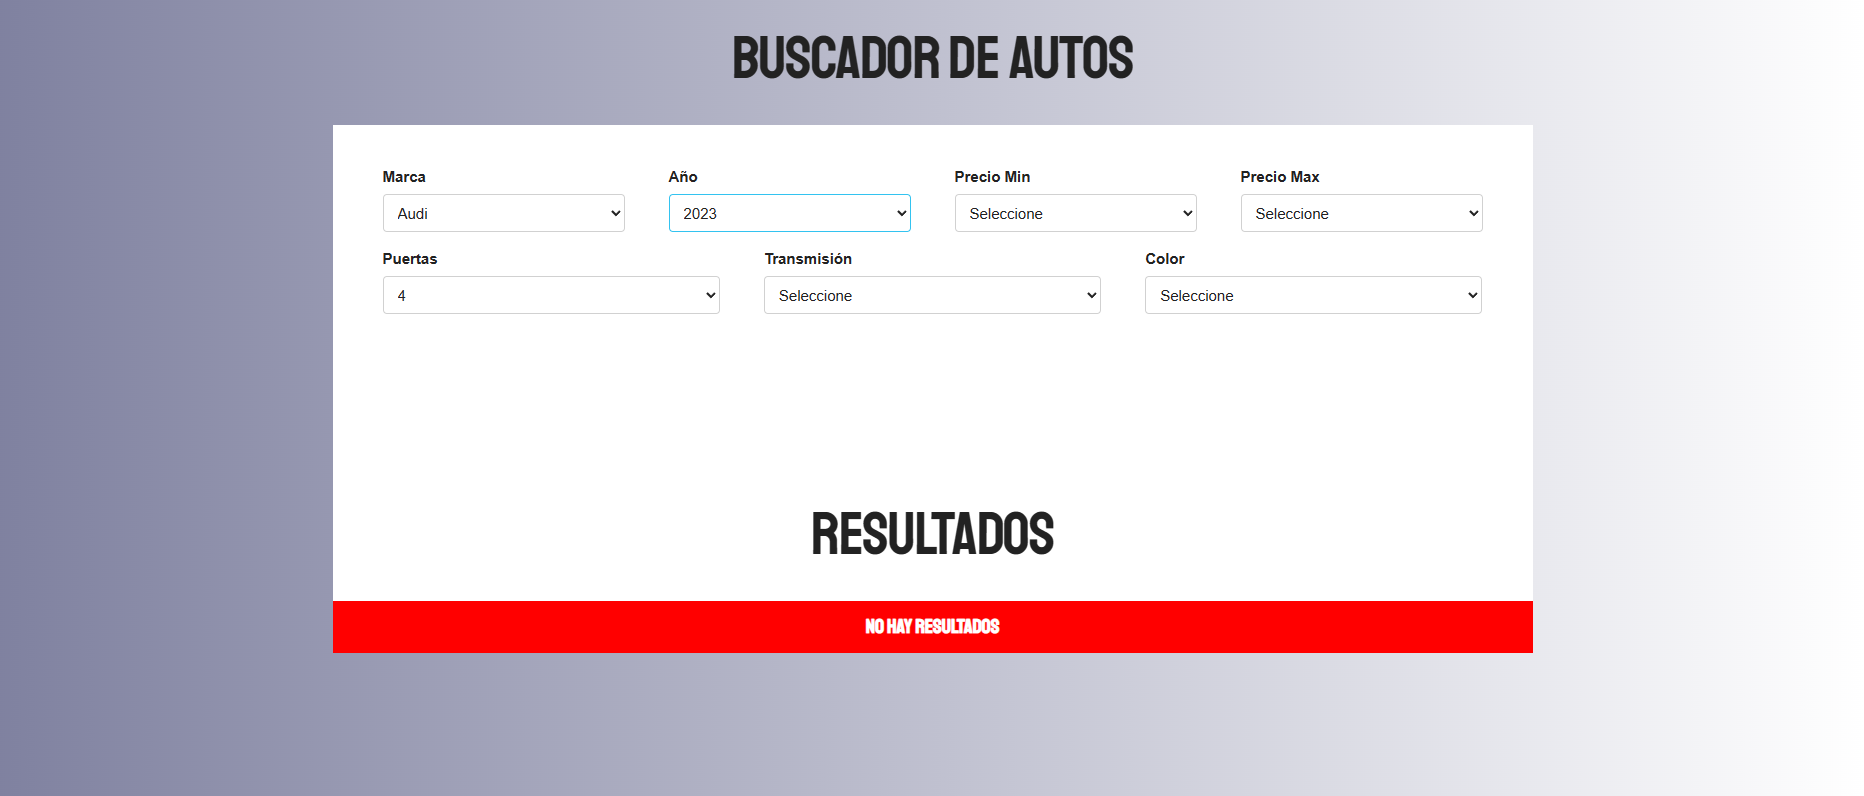 BUSCADOR DE AUTOS
Marca Año Precio Min Precio Max
Audi 2023 Seleccione Seleccione
Puertas Transmisión Color
4 Seleccione Seleccione
RESULTADOS
NO HAY RESULTADOS